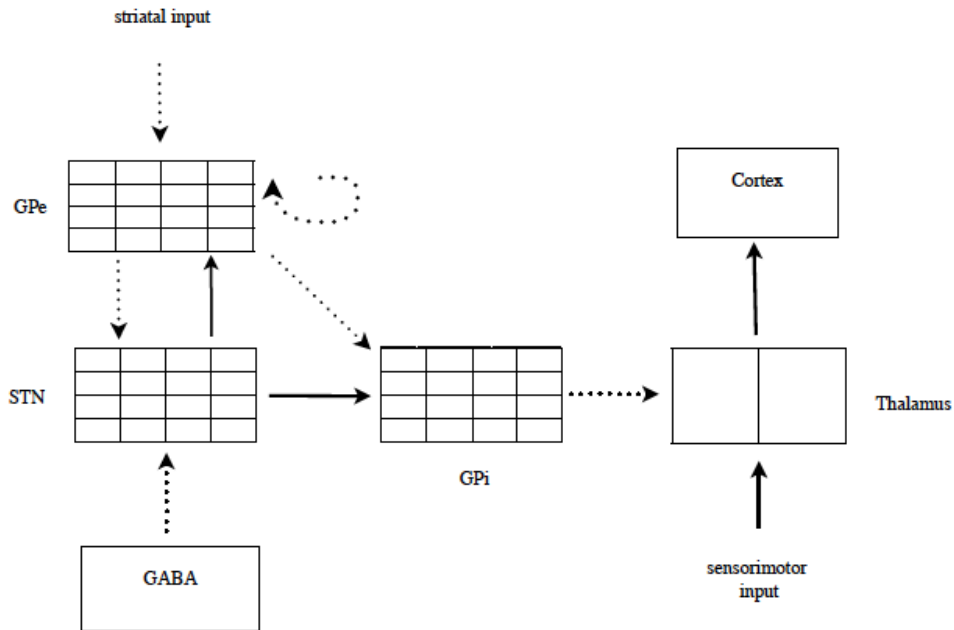 striatal input
GPe
Cortex
STN
Thalamus
GPi
GABA
sensorimotor
input